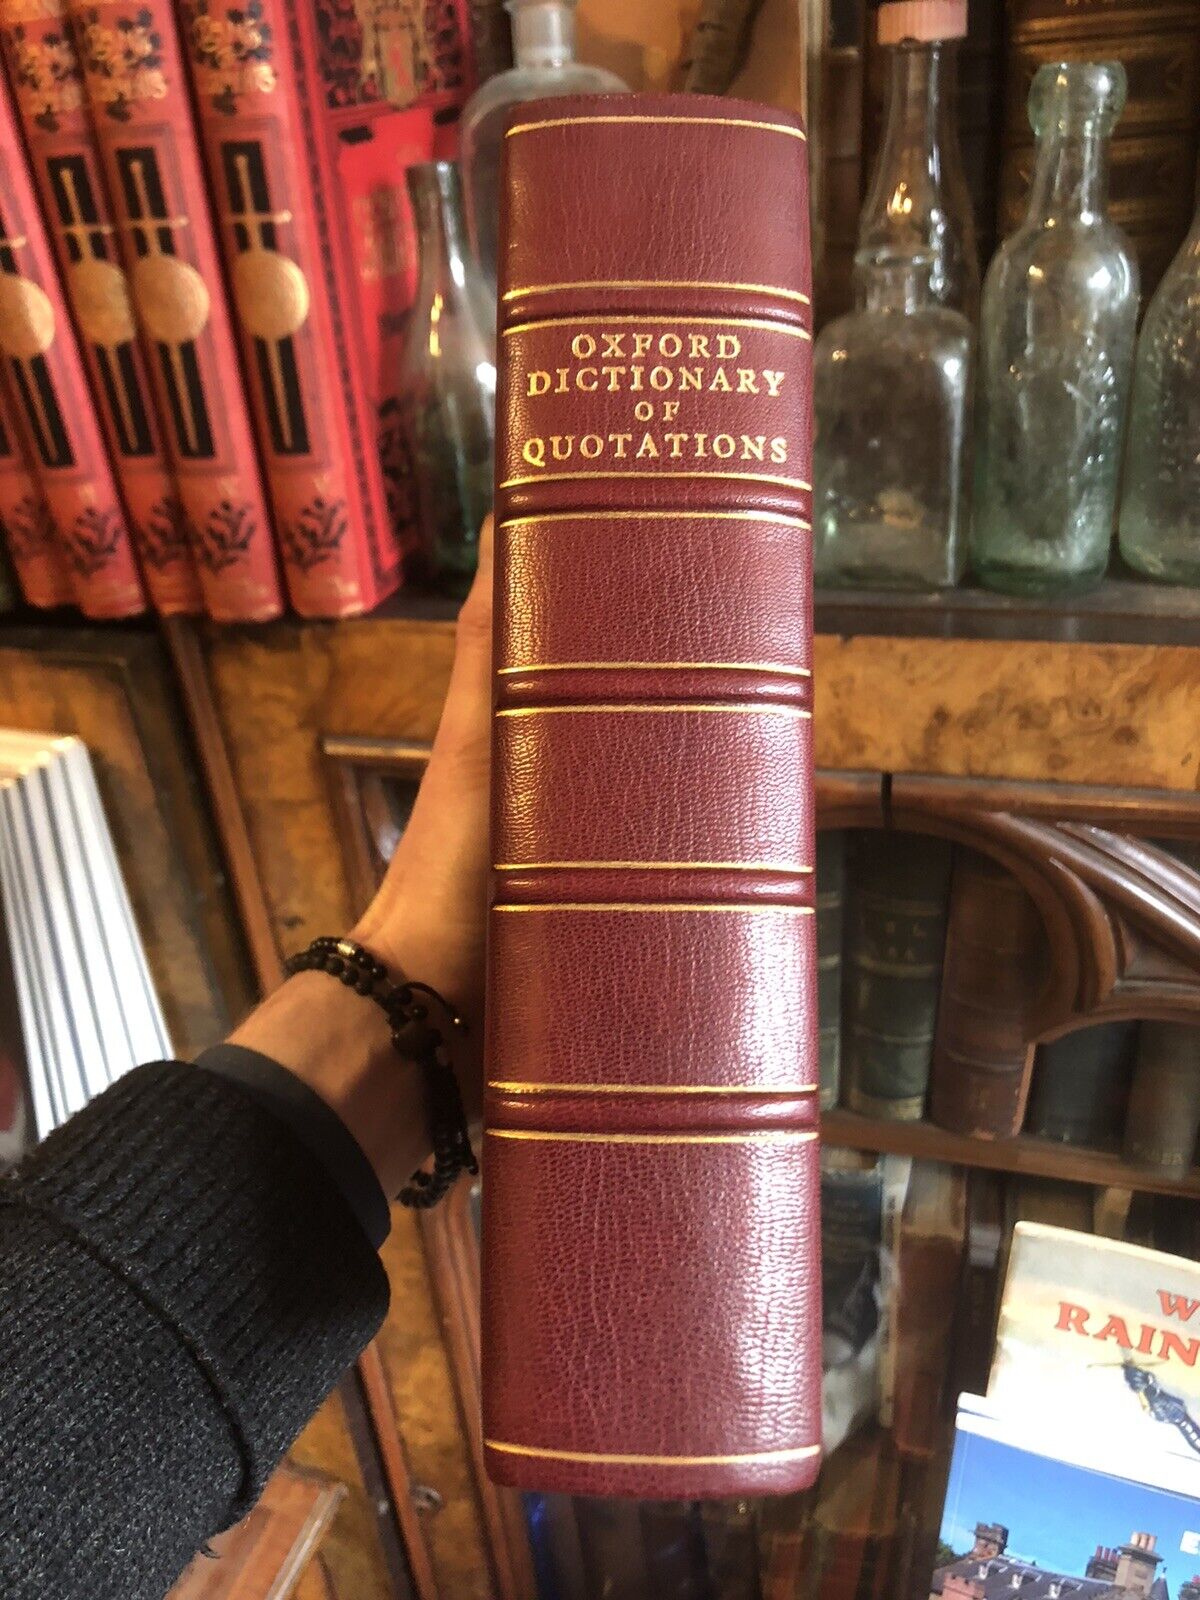 OXFORD
DICTIONARY
OF
QUOTATIONS
W
RAIN